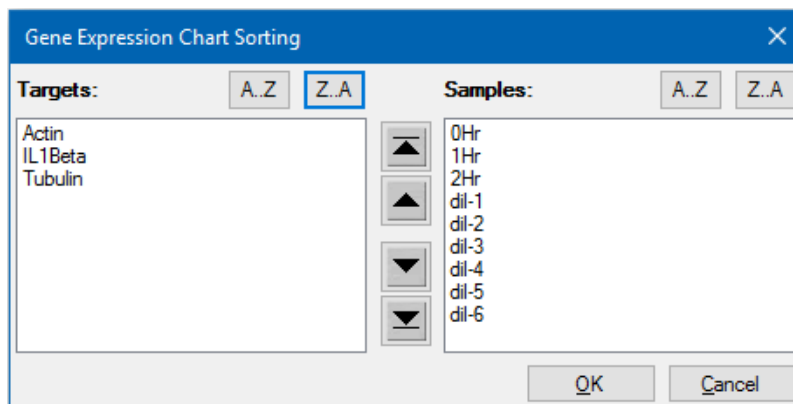 Gene Expression Chart Sorting
Targets: A..Z Z..A Samples: A..Z Z..A
Actin
IL1Beta
Tubulin
0Hr
1Hr
2Hr
dil-1
dil-2
dil-3
dil-4
dil-5
dil-6
OK Cancel